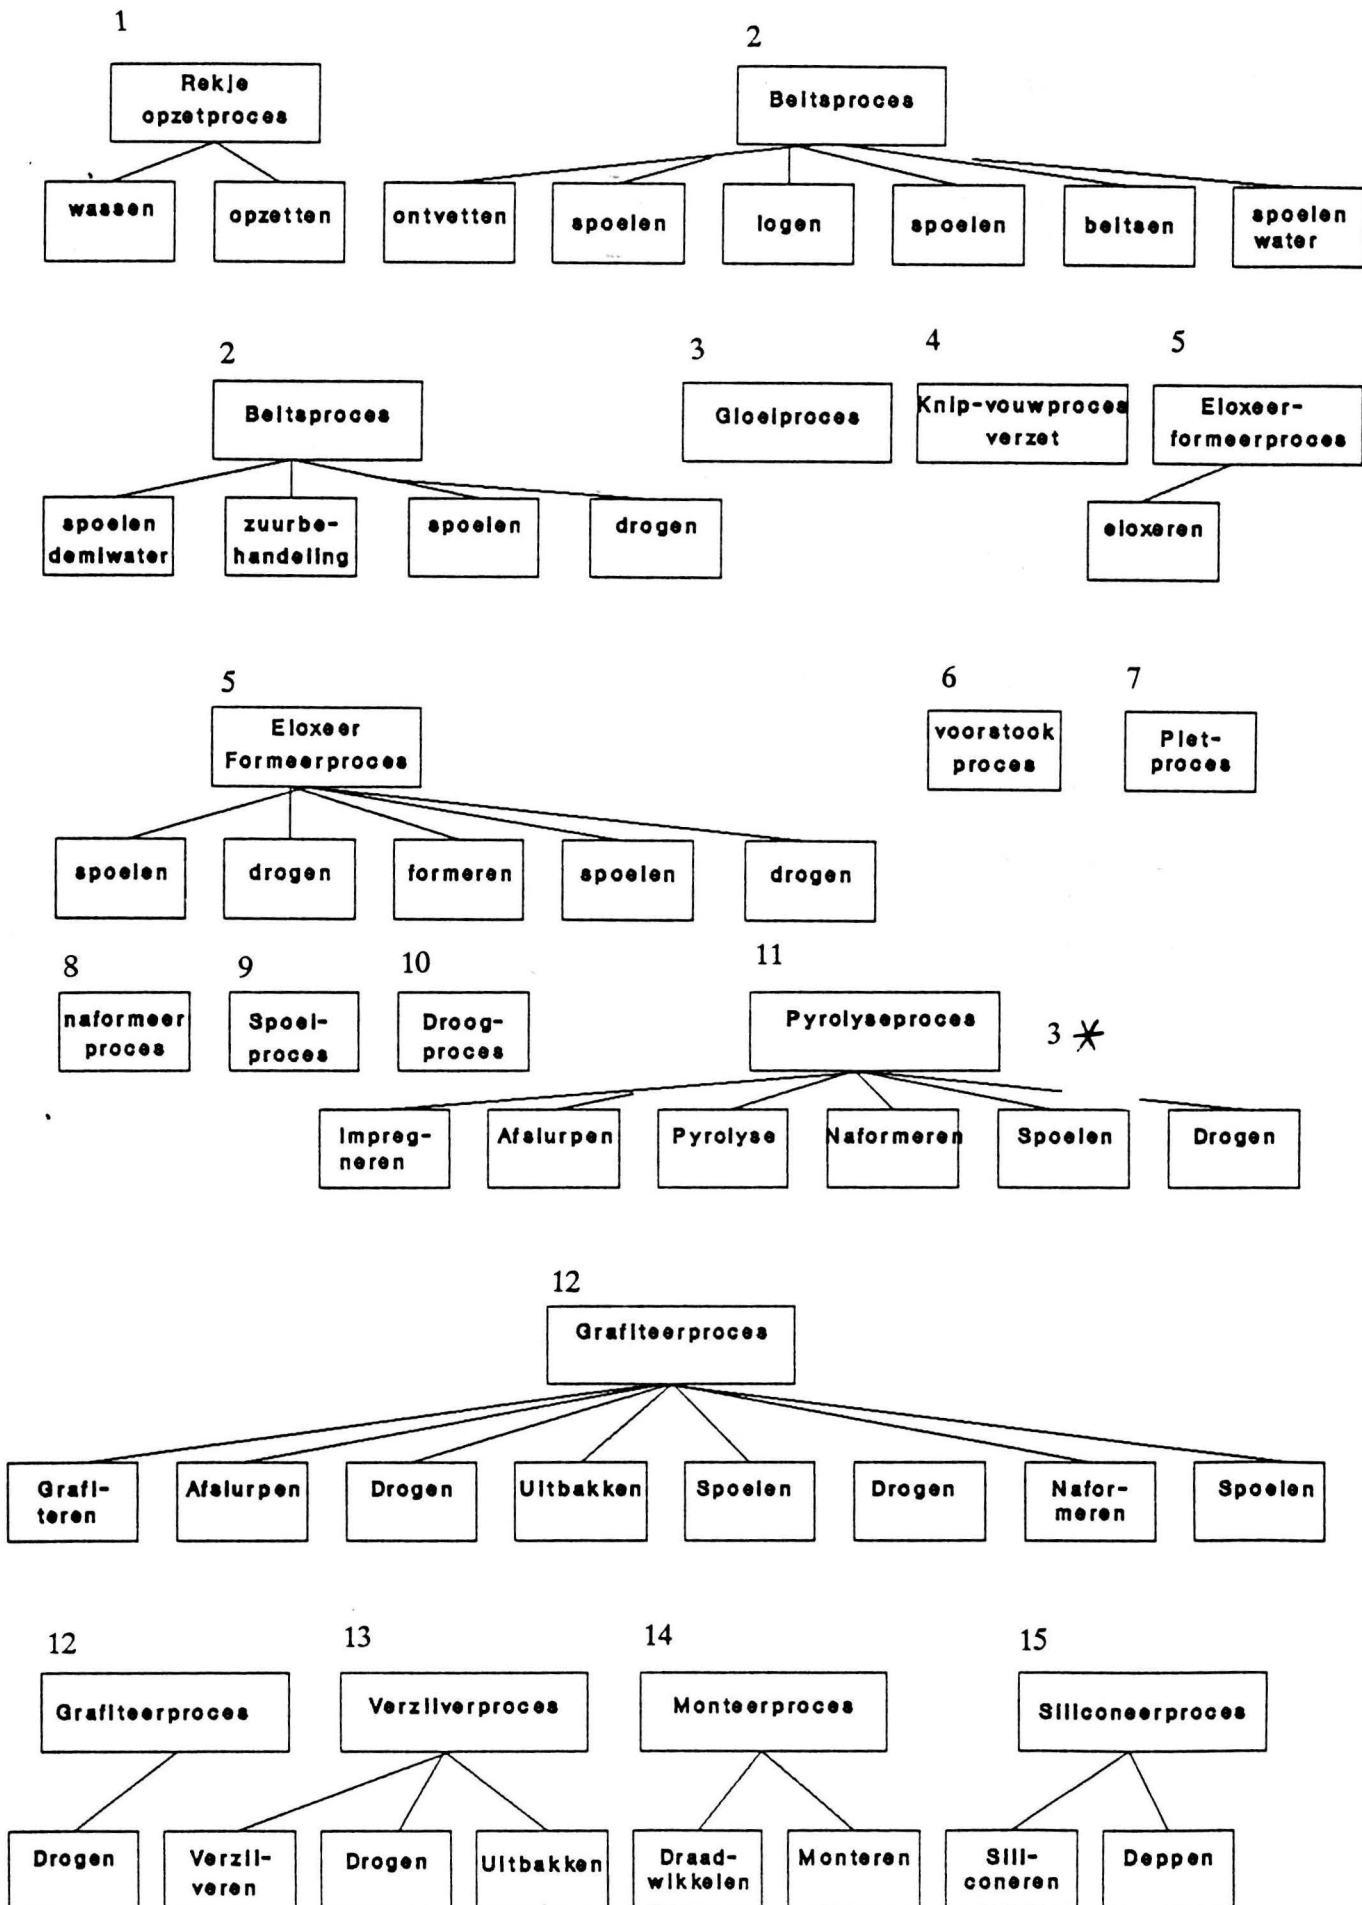 1
Rekje
opzetproces
wassen
opzetten
2
Beitsproces
ontvetten
spoelen
logen
spoelen
beitsen
spoelen
water
2
Beitsproces
spoelen
demiwater
zuurbe-
handeling
spoelen
drogen
3
Gloeiproces
4
Knip-vouwproces
verzet
5
Eloxeer-
formeerproces
eloxeren
5
Eloxeer
Formeerproces
spoelen
drogen
formeren
spoelen
drogen
6
voorstook
proces
7
Plet-
proces
8
naformeer
proces
9
Spoel-
proces
10
Droog-
proces
11
Pyrolyseproces
3 *
Impreg-
neren
Afslurpen
Pyrolyse
Naformeren
Spoelen
Drogen
12
Grafiteerproces
Grafi-
teren
Afslurpen
Drogen
Uitbakken
Spoelen
Drogen
Nafor-
meren
Spoelen
12
Grafiteerproces
Drogen
13
Verzilverproces
Verzil-
veren
Drogen
Uitbakken
14
Monteerproces
Draad-
wikkelen
Monteren
15
Siliconeerproces
Sili-
coneren
Deppen